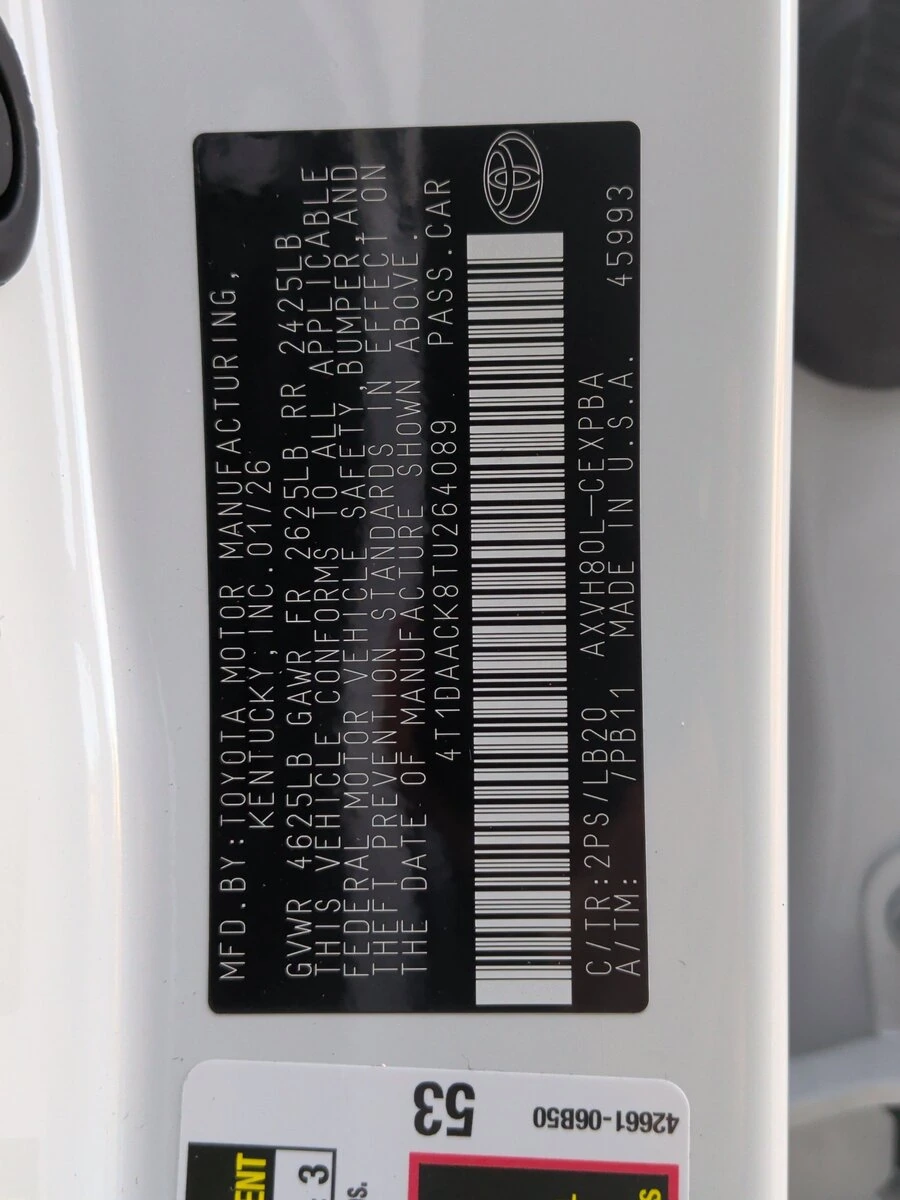 MFD.BY:TOYOTA MOTOR MANUFACTURING,
KENTUCKY, INC. 01/26
GVWR 4625LB GAWR FR 2625LB RR 2425LB
THIS VEHICLE CONFORMS TO ALL APPLICABLE
FEDERAL MOTOR VEHICLE SAFETY,BUMPER,AND
THEFT PREVENTION STANDARDS IN EFFECT ON
THE DATE OF MANUFACTURE SHOWN ABOVE.
4T1DAACK8TU264089 PASS.CAR
C/TR:2PS/LB20 AXVH80L-CEXPBA
A/TM: /PB11 MADE IN U.S.A. 45993
53
42661-06B50
ENT
3